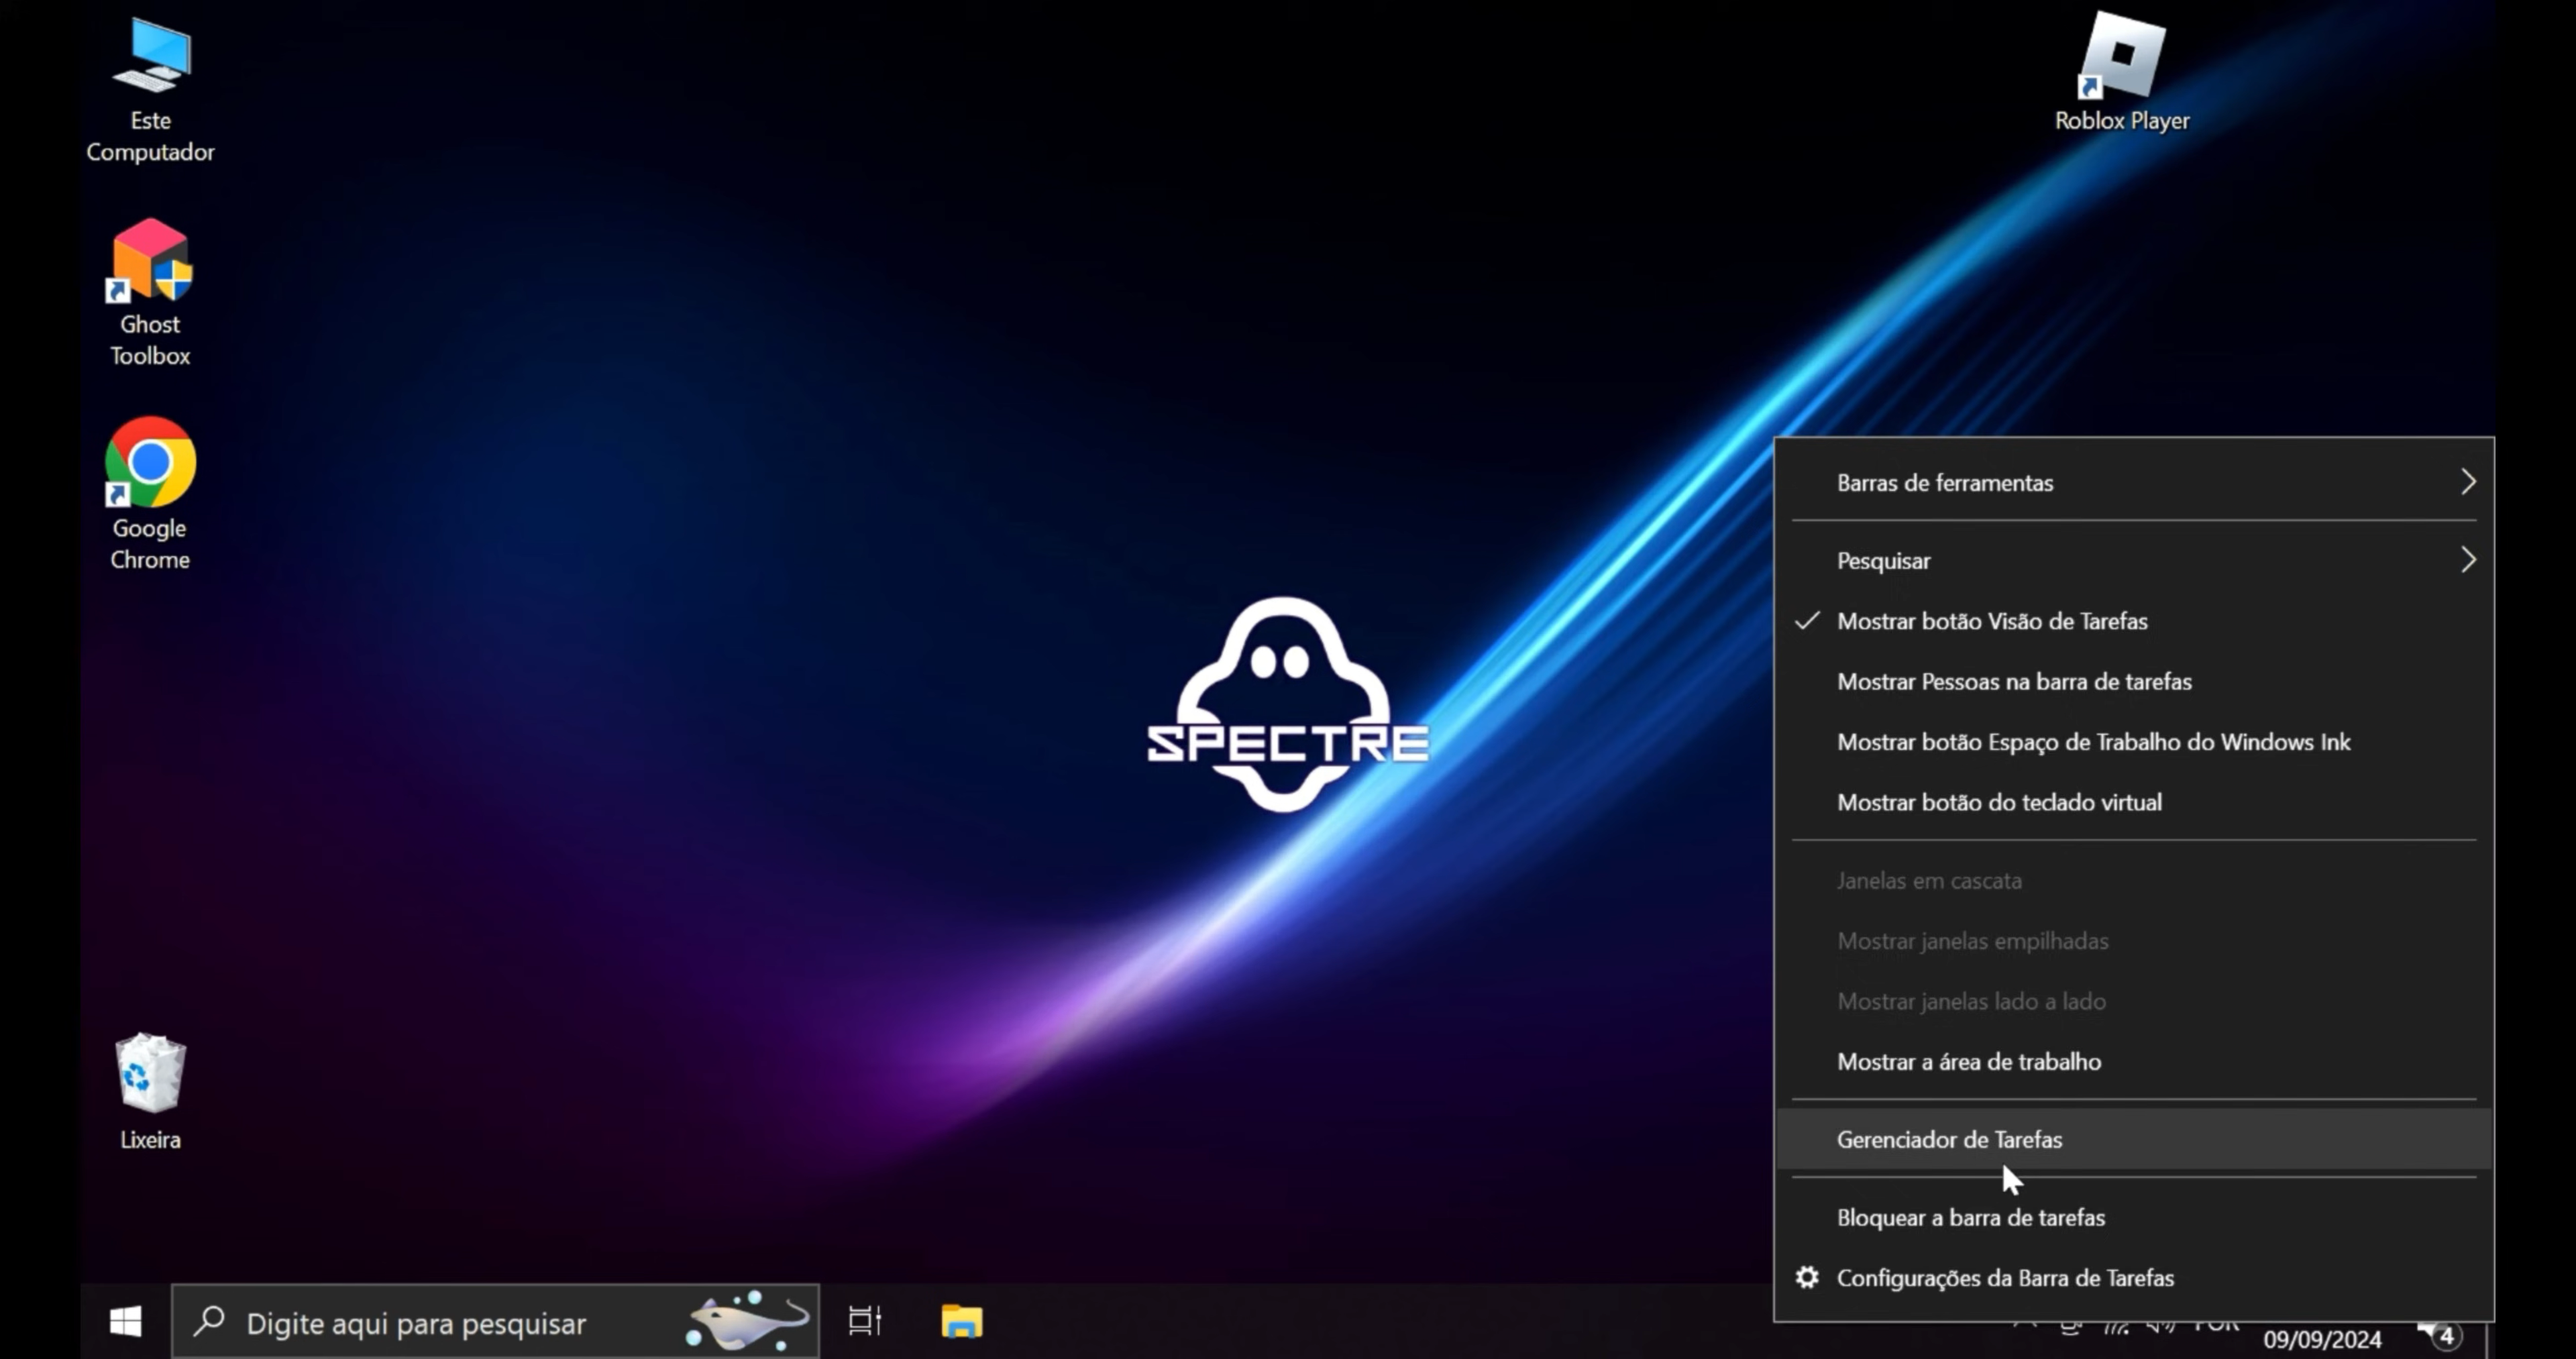 Este
Computador
Ghost
Toolbox
Google
Chrome
Lixeira
Roblox Player
SPECTRE
Barras de ferramentas
Pesquisar
Mostrar botão Visão de Tarefas
Mostrar Pessoas na barra de tarefas
Mostrar botão Espaço de Trabalho do Windows Ink
Mostrar botão do teclado virtual
Janelas em cascata
Mostrar janelas empilhadas
Mostrar janelas lado a lado
Mostrar a área de trabalho
Gerenciador de Tarefas
Bloquear a barra de tarefas
Configurações da Barra de Tarefas
Digite aqui para pesquisar
POR
09/09/2024
4